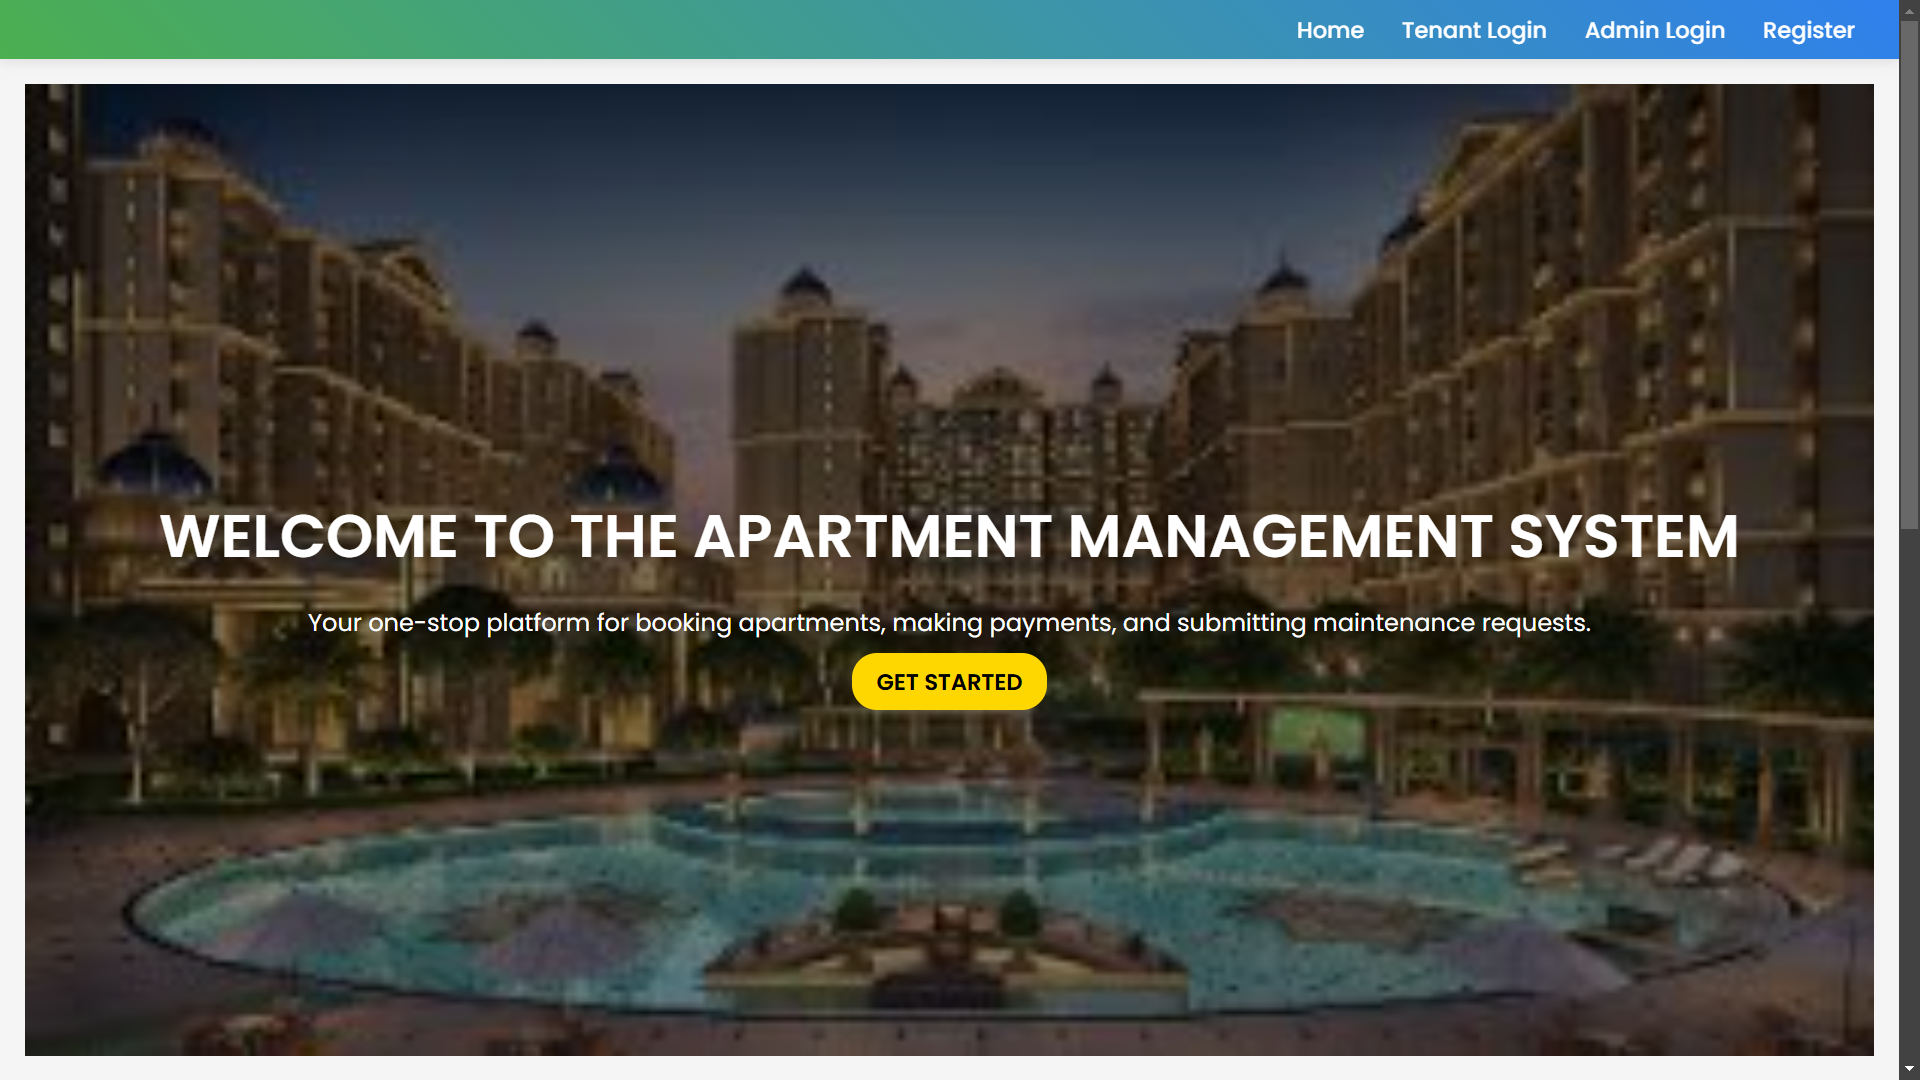 Home Tenant Login Admin Login Register
WELCOME TO THE APARTMENT MANAGEMENT SYSTEM
Your one-stop platform for booking apartments, making payments, and submitting maintenance requests.
GET STARTED